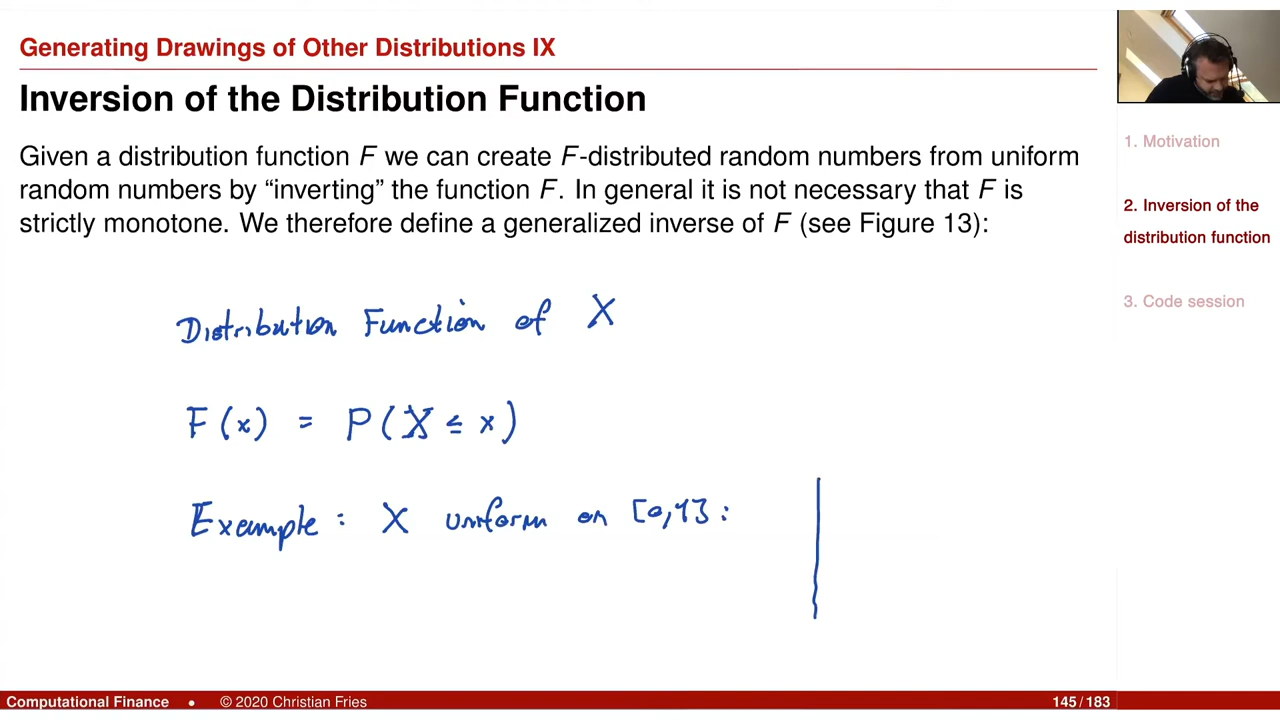 Generating Drawings of Other Distributions IX
Inversion of the Distribution Function
Given a distribution function F we can create F-distributed random numbers from uniform
random numbers by “inverting” the function F. In general it is not necessary that F is
strictly monotone. We therefore define a generalized inverse of F (see Figure 13):
Distribution Function of X
F(x) = P(X ≤ x)
Example: X uniform on [0,1]:
1. Motivation
2. Inversion of the
distribution function
3. Code session
Computational Finance • © 2020 Christian Fries 145/183